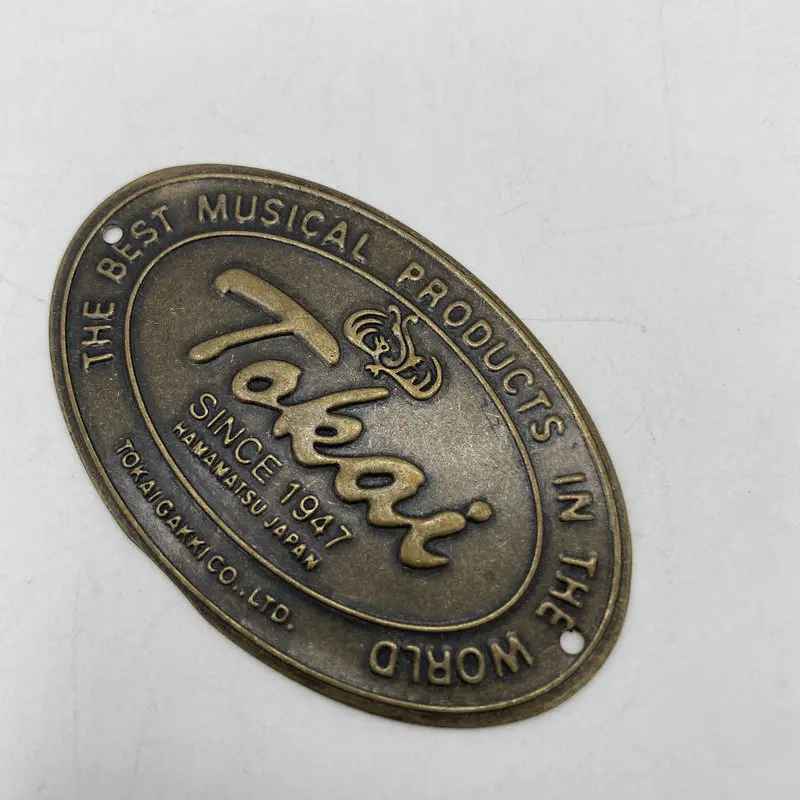 THE BEST MUSICAL PRODUCTS IN THE WORLD
Tokai
SINCE 1947
HAMAMATSU JAPAN
TOKAI GAKKI CO.,LTD.